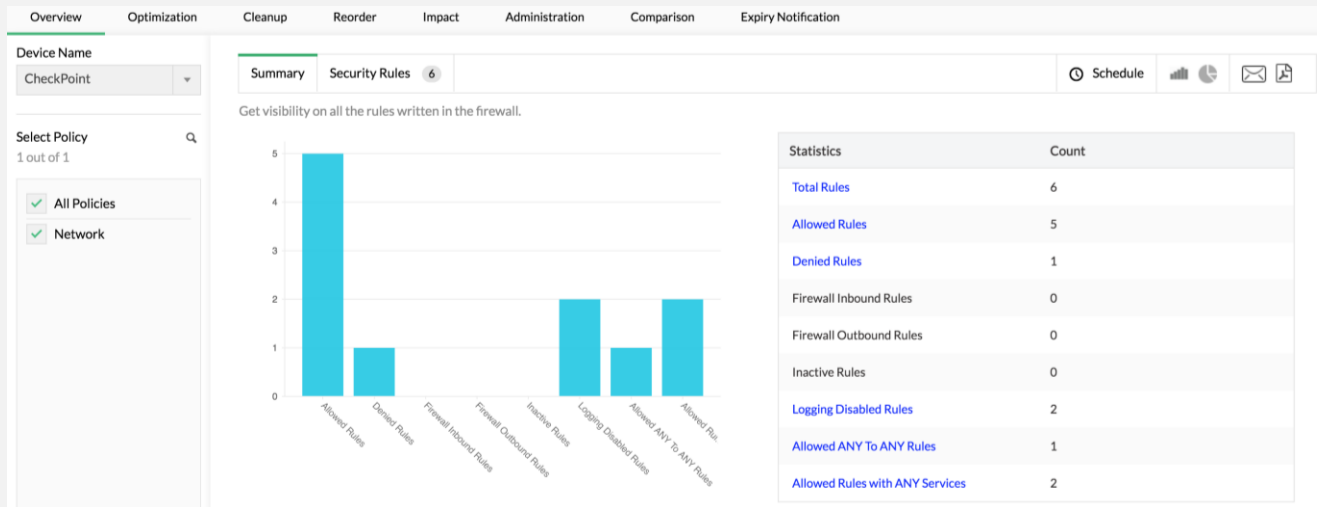 Overview Optimization Cleanup Reorder Impact Administration Comparison Expiry Notification
Device Name
CheckPoint
Select Policy
1 out of 1
All Policies
Network
Summary Security Rules 6 Schedule
Get visibility on all the rules written in the firewall.
5
4
3
2
1
0
Allowed Rules
Denied Rules
Firewall Inbound Rules
Firewall Outbound Rules
Inactive Rules
Logging Disabled Rules
Allowed ANY To ANY Rules
Allowed Ru.
Statistics Count
Total Rules 6
Allowed Rules 5
Denied Rules 1
Firewall Inbound Rules 0
Firewall Outbound Rules 0
Inactive Rules 0
Logging Disabled Rules 2
Allowed ANY To ANY Rules 1
Allowed Rules with ANY Services 2